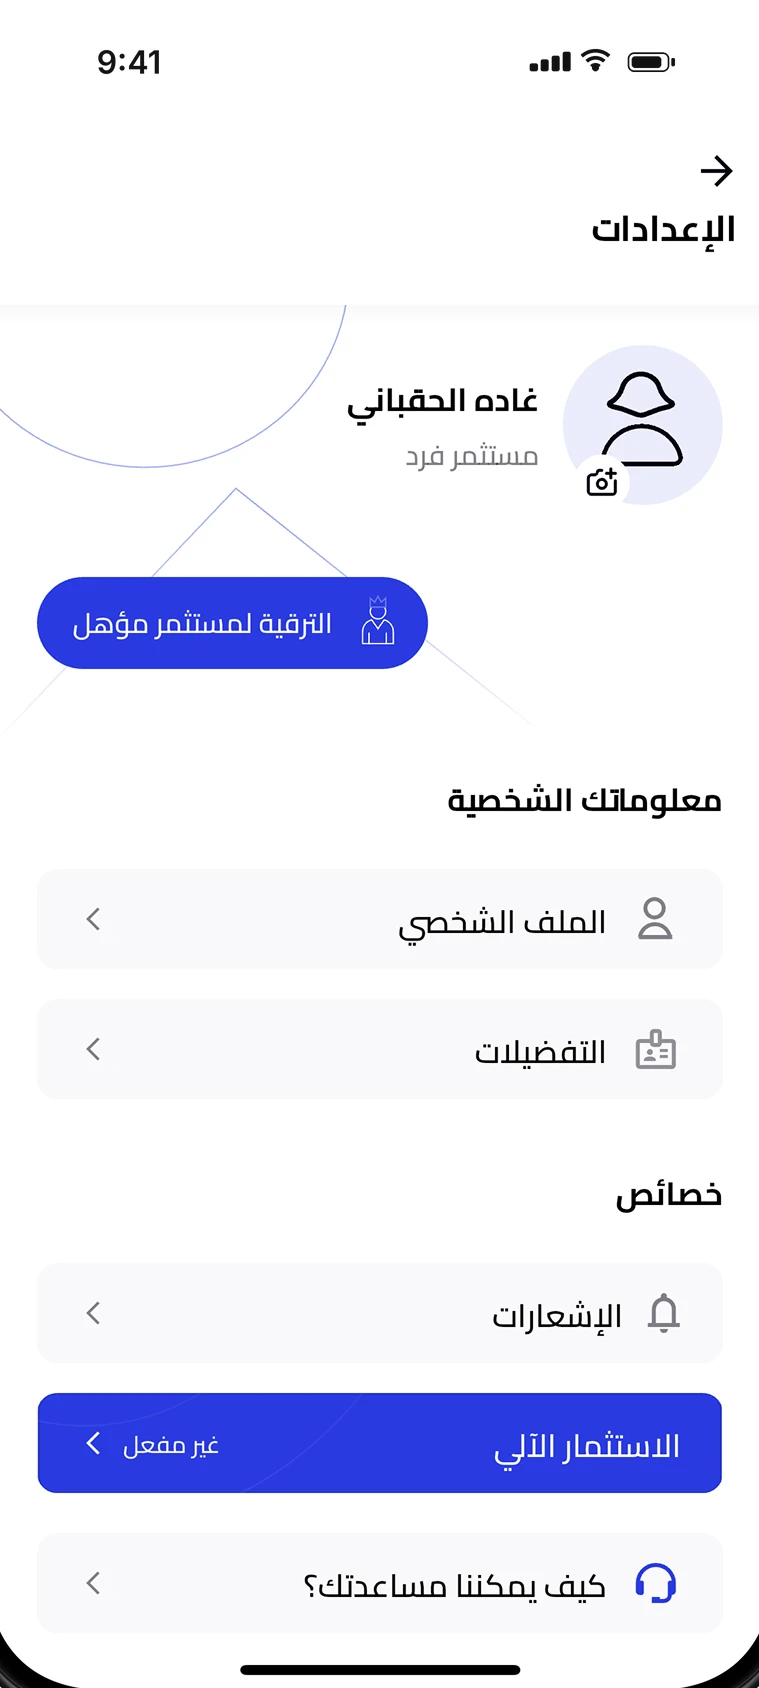 9:41
الإعدادات
غاده الحقباني
مستثمر فرد
الترقية لمستثمر مؤهل
معلوماتك الشخصية
الملف الشخصي
التفضيلات
خصائص
الإشعارات
الاستثمار الآلي
غير مفعل
كيف يمكننا مساعدتك؟